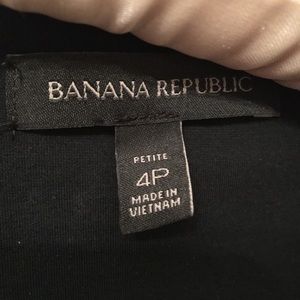 BANANA REPUBLIC
PETITE
4P
MADE IN
VIETNAM